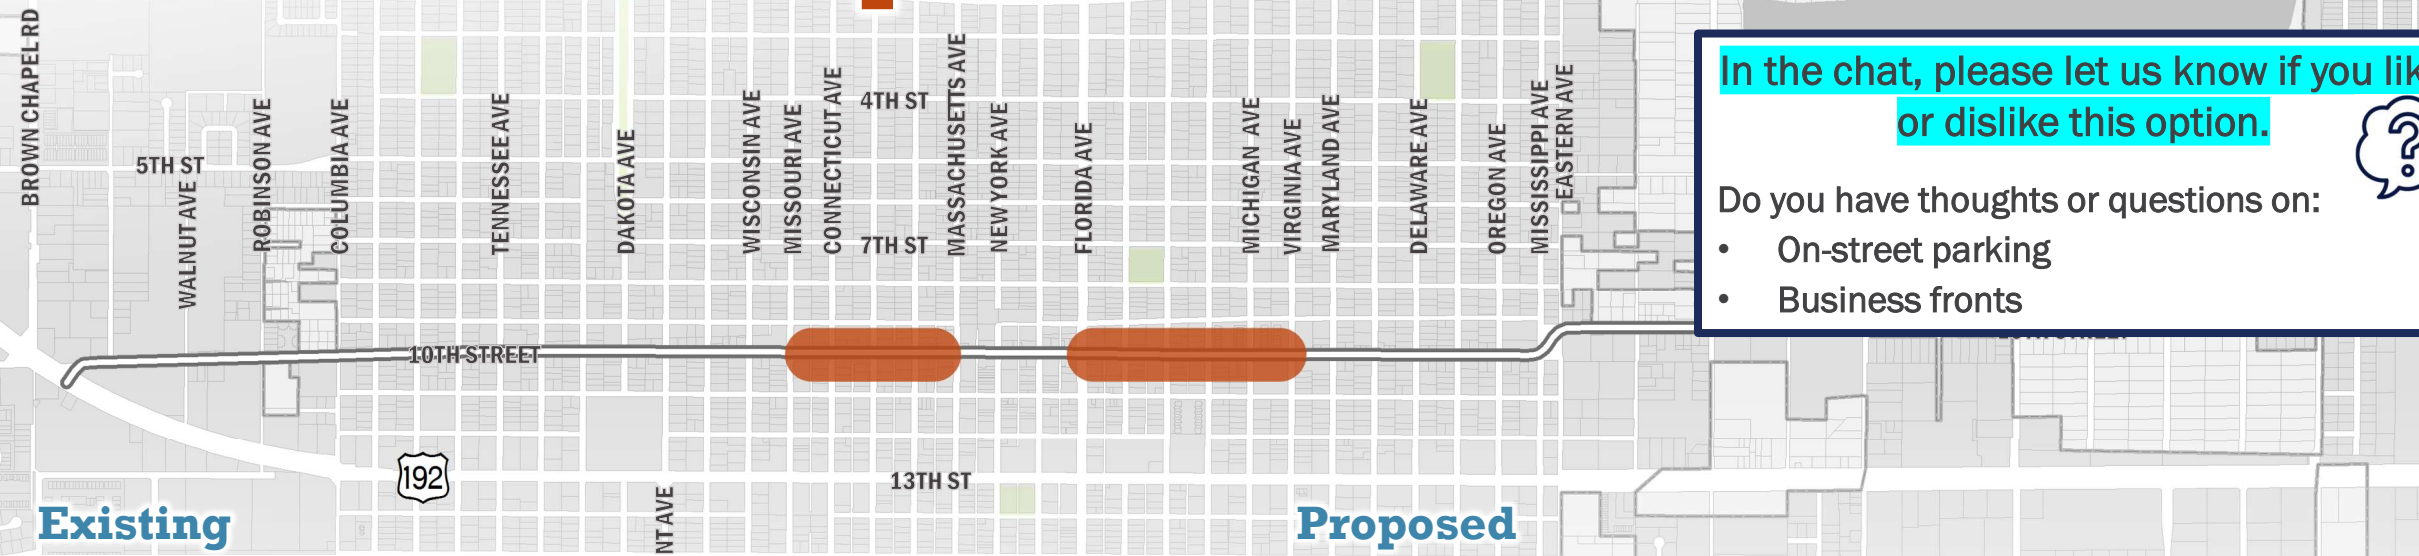 BROWN CHAPEL RD
5TH ST
WALNUT AVE
ROBINSON AVE
COLUMBIA AVE
TENNESSEE AVE
DAKOTA AVE
WISCONSIN AVE
MISSOURI AVE
CONNECTICUT AVE
4TH ST
7TH ST
MASSACHUSETTS AVE
NEW YORK AVE
FLORIDA AVE
MICHIGAN AVE
VIRGINIA AVE
MARYLAND AVE
DELAWARE AVE
OREGON AVE
MISSISSIPPI AVE
EASTERN AVE
In the chat, please let us know if you lik
or dislike this option.
?
Do you have thoughts or questions on:
• On-street parking
• Business fronts
10TH STREET
192
13TH ST
NT AVE
Existing
Proposed